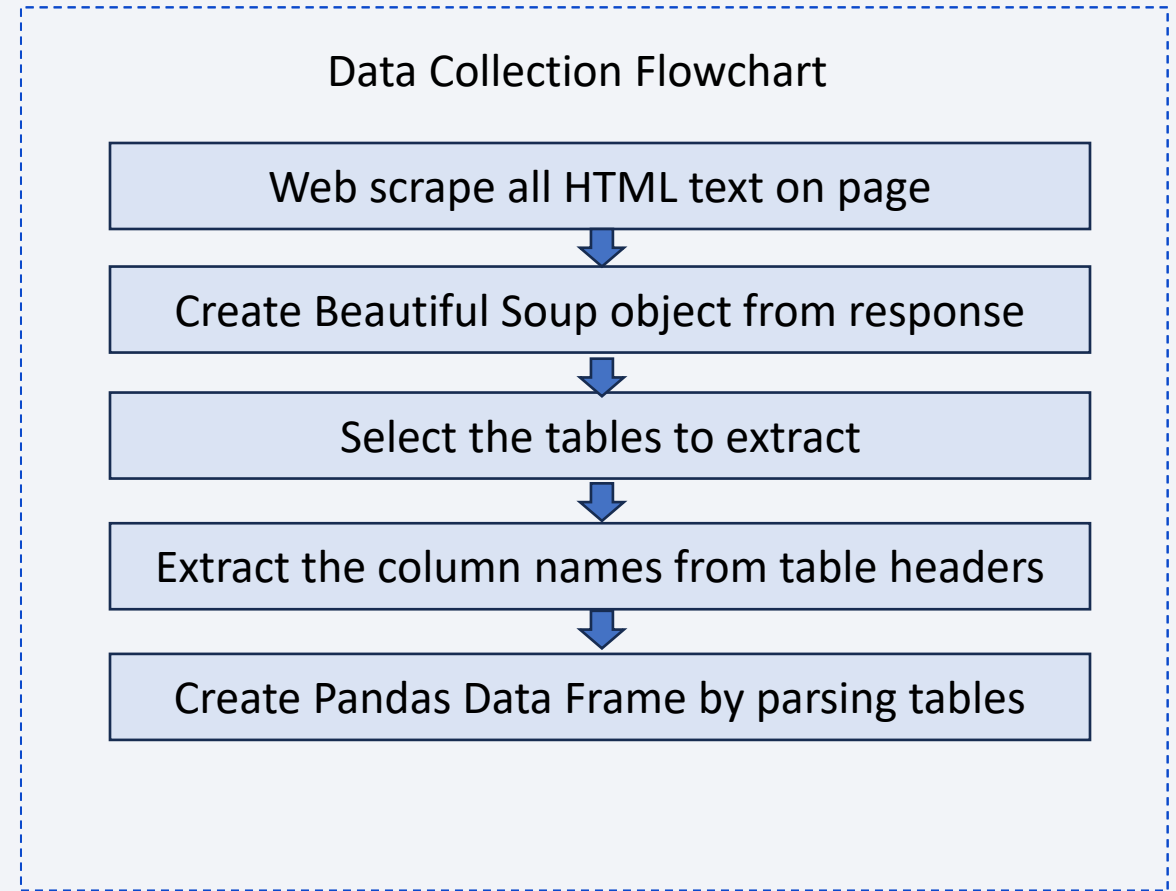 Data Collection Flowchart
Web scrape all HTML text on page
Create Beautiful Soup object from response
Select the tables to extract
Extract the column names from table headers
Create Pandas Data Frame by parsing tables